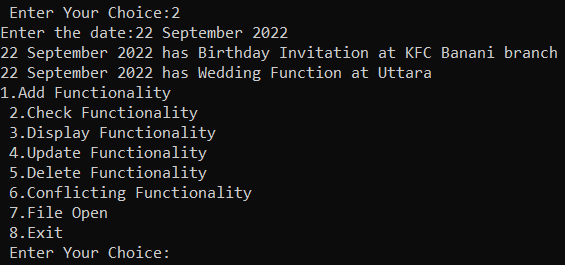 Enter Your Choice:2
Enter the date:22 September 2022
22 September 2022 has Birthday Invitation at KFC Banani branch
22 September 2022 has Wedding Function at Uttara
1.Add Functionality
2.Check Functionality
3.Display Functionality
4.Update Functionality
5.Delete Functionality
6.Conflicting Functionality
7.File Open
8.Exit
Enter Your Choice: